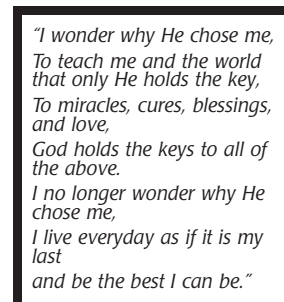 “I wonder why He chose me,
To teach me and the world
that only He holds the key,
To miracles, cures, blessings,
and love,
God holds the keys to all of
the above.
I no longer wonder why He
chose me,
I live everyday as if it is my
last
and be the best I can be.”